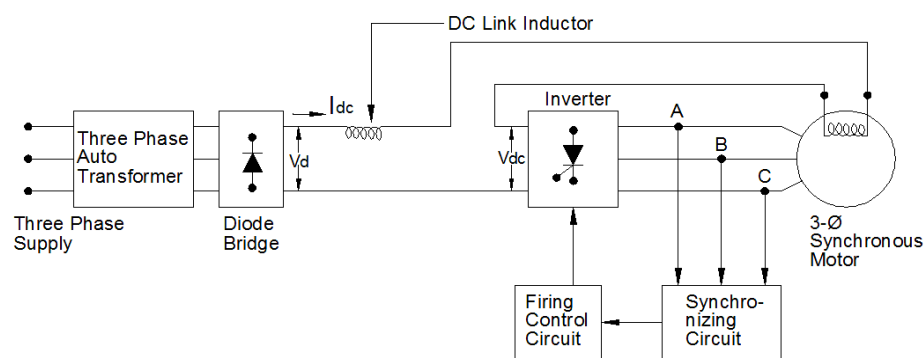 DC Link Inductor
Idc
Inverter
A
B
C
Three Phase
Auto
Transformer
Vd
Vdc
Three Phase
Supply
Diode
Bridge
3-Ø
Synchronous
Motor
Firing
Control
Circuit
Synchro-
nizing
Circuit